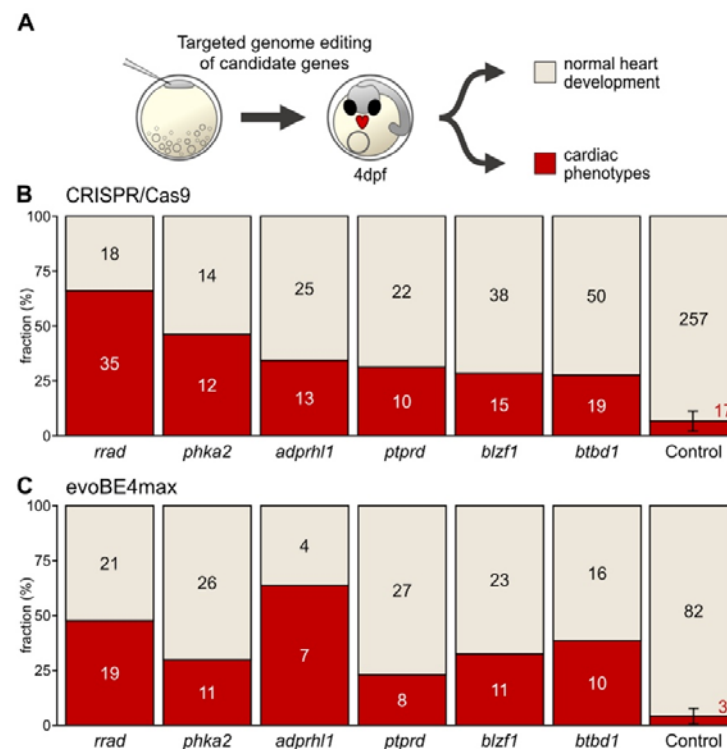 A
Targeted genome editing
of candidate genes
4dpf
normal heart
development
cardiac
phenotypes
B CRISPR/Cas9
fraction (%)
100
75
50
25
0
18 14 25 22 38 50 257
35 12 13 10 15 19 17
rrad phka2 adprhl1 ptprd blzf1 btbd1 Control
C evoBE4max
fraction (%)
100
75
50
25
0
21 26 4 27 23 16 82
19 11 7 8 11 10 3
rrad phka2 adprhl1 ptprd blzf1 btbd1 Control